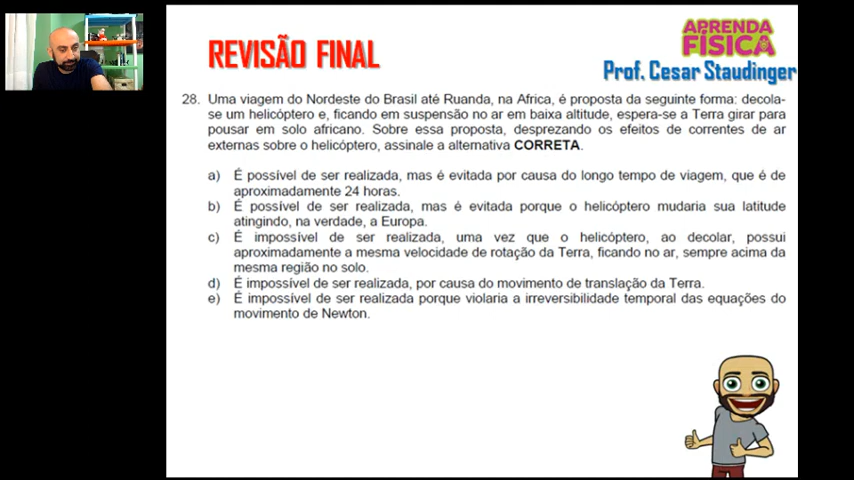 REVISÃO FINAL
APRENDA
FÍSICA
Prof. Cesar Staudinger
28. Uma viagem do Nordeste do Brasil até Ruanda, na Africa, é proposta da seguinte forma: decola-
se um helicóptero e, ficando em suspensão no ar em baixa altitude, espera-se a Terra girar para
pousar em solo africano. Sobre essa proposta, desprezando os efeitos de correntes de ar
externas sobre o helicóptero, assinale a alternativa CORRETA.
a) É possível de ser realizada, mas é evitada por causa do longo tempo de viagem, que é de
aproximadamente 24 horas.
b) É possível de ser realizada, mas é evitada porque o helicóptero mudaria sua latitude
atingindo, na verdade, a Europa.
c) É impossível de ser realizada, uma vez que o helicóptero, ao decolar, possui
aproximadamente a mesma velocidade de rotação da Terra, ficando no ar, sempre acima da
mesma região no solo.
d) É impossível de ser realizada, por causa do movimento de translação da Terra.
e) É impossível de ser realizada porque violaria a irreversibilidade temporal das equações do
movimento de Newton.